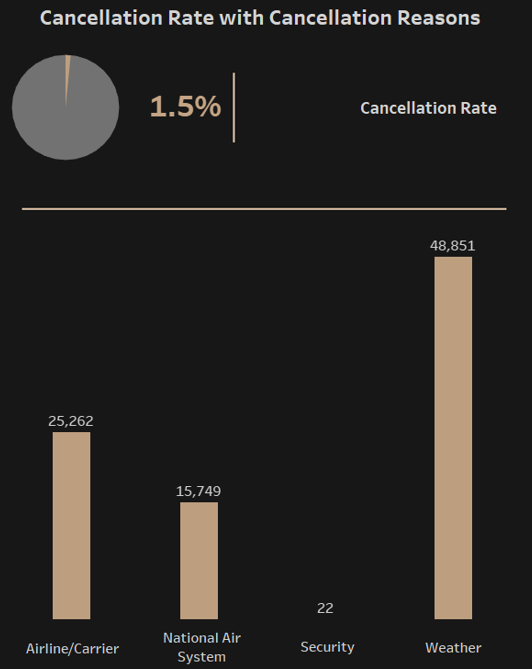 Cancellation Rate with Cancellation Reasons
1.5%
Cancellation Rate
48,851
25,262
15,749
22
Airline/Carrier
National Air
System
Security
Weather